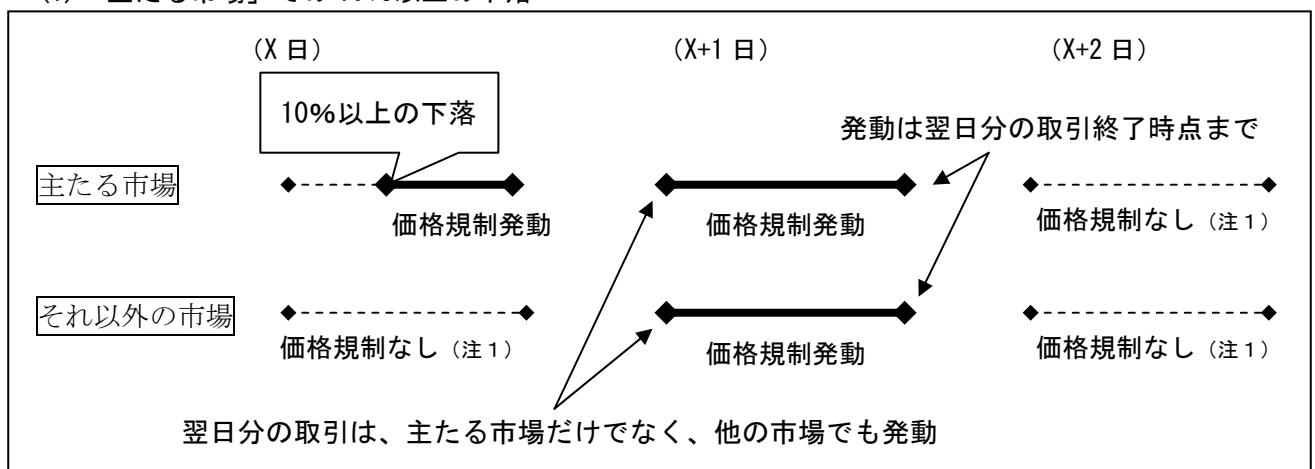 (X 日)
(X+1 日)
(X+2 日)
10%以上の下落
発動は翌日分の取引終了時点まで
主たる市場
価格規制発動
価格規制発動
価格規制なし（注１）
それ以外の市場
価格規制なし（注１）
価格規制発動
価格規制なし（注１）
翌日分の取引は、主たる市場だけでなく、他の市場でも発動